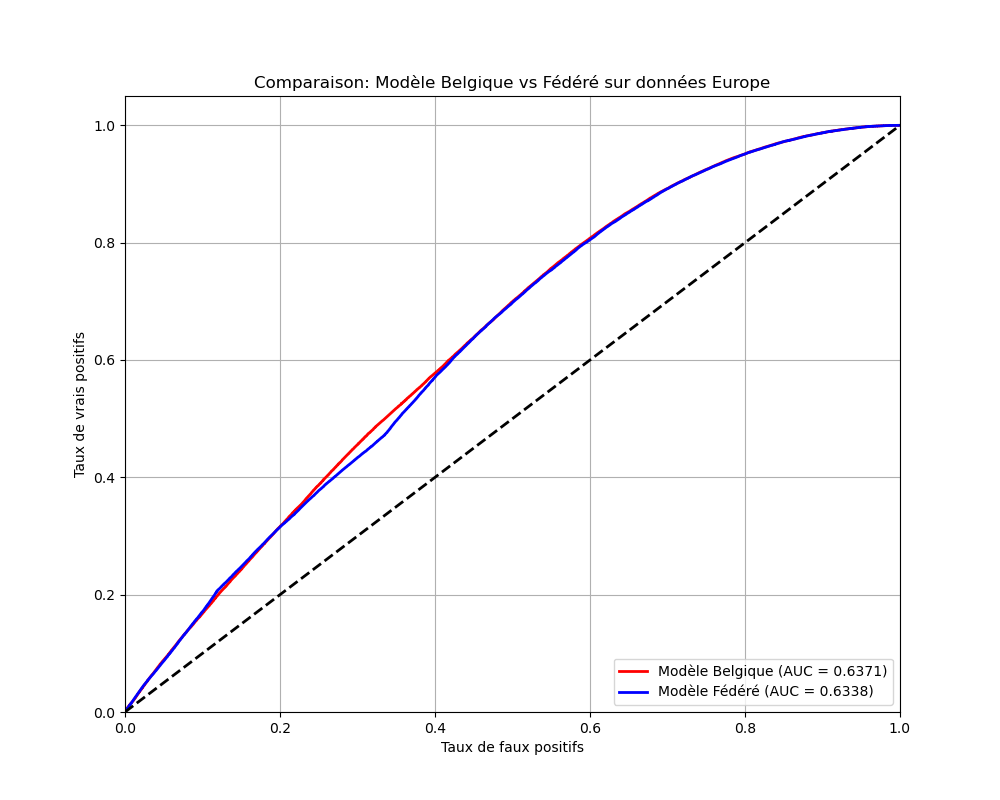 Comparaison: Modèle Belgique vs Fédéré sur données Europe
Taux de vrais positifs
1.0
0.8
0.6
0.4
0.2
0.0
0.0 0.2 0.4 0.6 0.8 1.0
Taux de faux positifs
Modèle Belgique (AUC = 0.6371)
Modèle Fédéré (AUC = 0.6338)